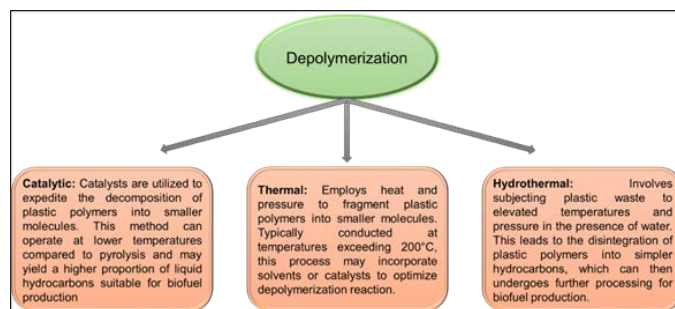 Depolymerization
Catalytic: Catalysts are utilized to
expedite the decomposition of
plastic polymers into smaller
molecules. This method can
operate at lower temperatures
compared to pyrolysis and may
yield a higher proportion of liquid
hydrocarbons suitable for biofuel
production
Thermal: Employs heat and
pressure to fragment plastic
polymers into smaller molecules.
Typically conducted at
temperatures exceeding 200°C,
this process may incorporate
solvents or catalysts to optimize
depolymerization reaction.
Hydrothermal: Involves
subjecting plastic waste to
elevated temperatures and
pressure in the presence of water.
This leads to the disintegration of
plastic polymers into simpler
hydrocarbons, which can then
undergoes further processing for
biofuel production.